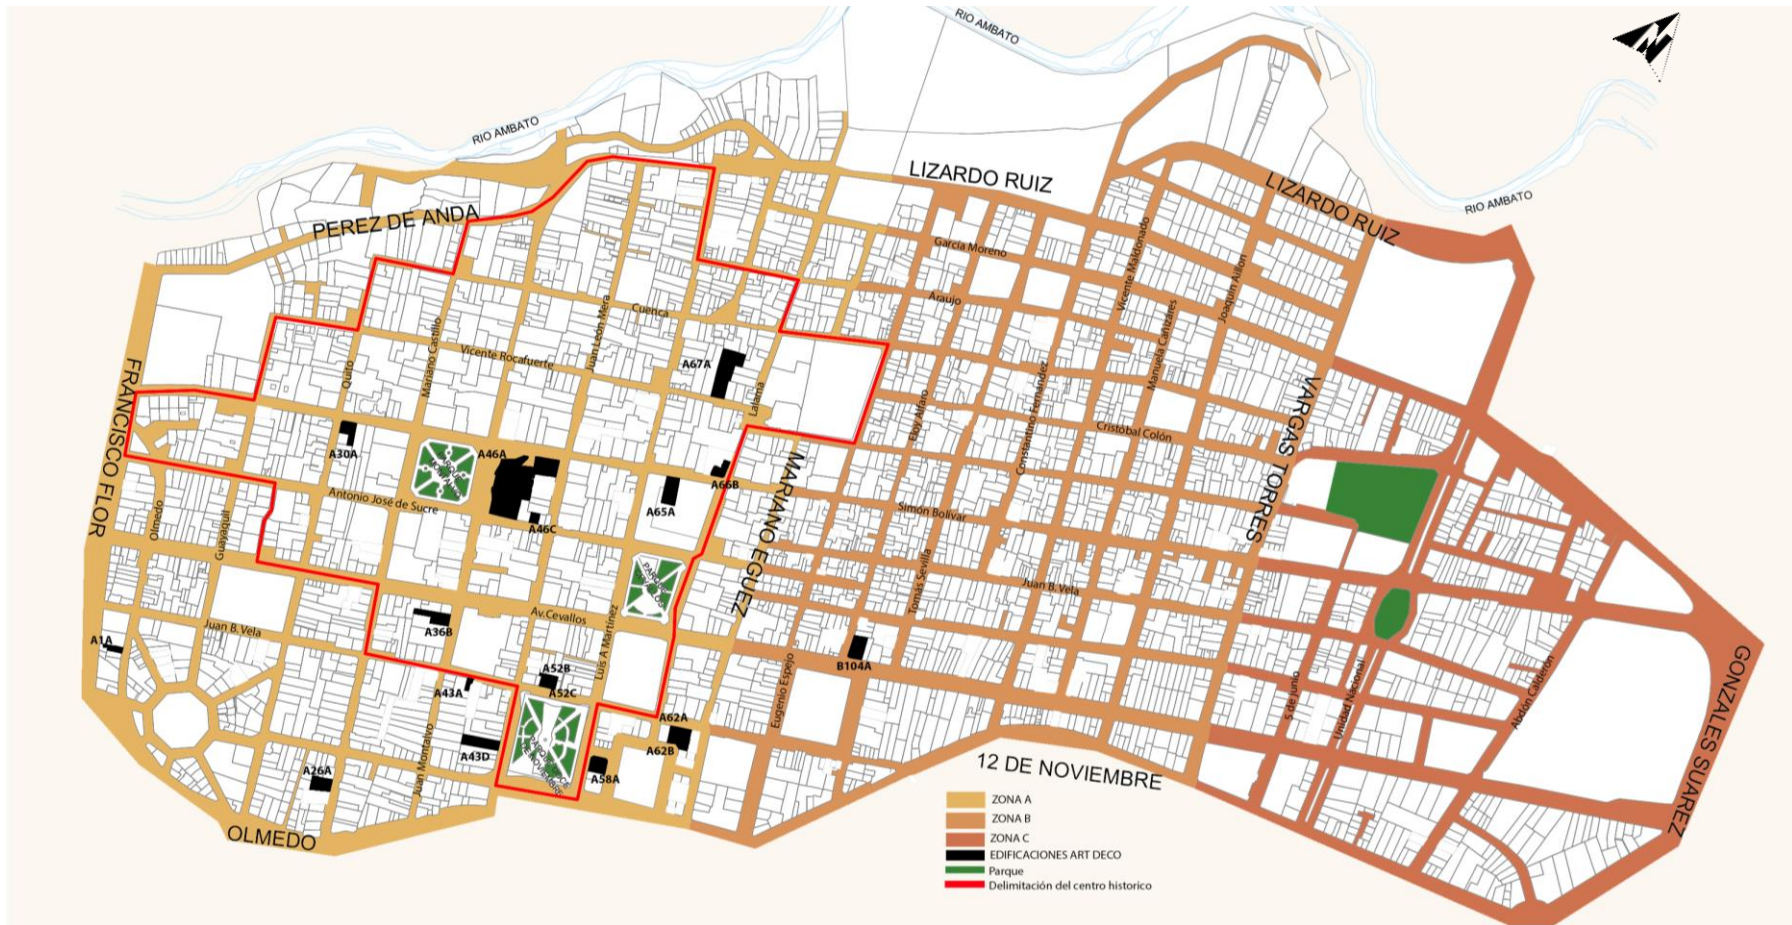 RIO AMBATO
N
RIO AMBATO
LIZARDO RUIZ
LIZARDO RUIZ
RIO AMBATO
PEREZ DE ANDA
García Moreno
Vicente Maldonado
Joaquín Aillon
Araujo
Cuenca
Juan León Mera
Mariano Castillo
Vicente Rocafuerte
Manuela Cañizares
A67A
Quito
Lalama
FRANCISCO FLOR
Constantino Fernández
Eloy Alfaro
Cristóbal Colón
VARGAS TORRES
A30A
A46A
MARIANO EGUEZ
A66B
Antonio José de Sucre
A65A
Simón Bolívar
Olmedo
Guayaquil
A46C
Tomás Sevilla
Juan B. Vela
Av.Cevallos
Luis A Martínez
Juan B. Vela
A36B
A1A
B104A
A52B
A43A
A52C
Eugenio Espejo
5 de junio
Unidad Nacional
Abdón Calderón
GONZALES SUAREZ
A62A
A62B
A43D
Juan Montalvo
A58A
A26A
12 DE NOVIEMBRE
OLMEDO
ZONA A
ZONA B
ZONA C
EDIFICACIONES ART DECO
Parque
Delimitación del centro historico